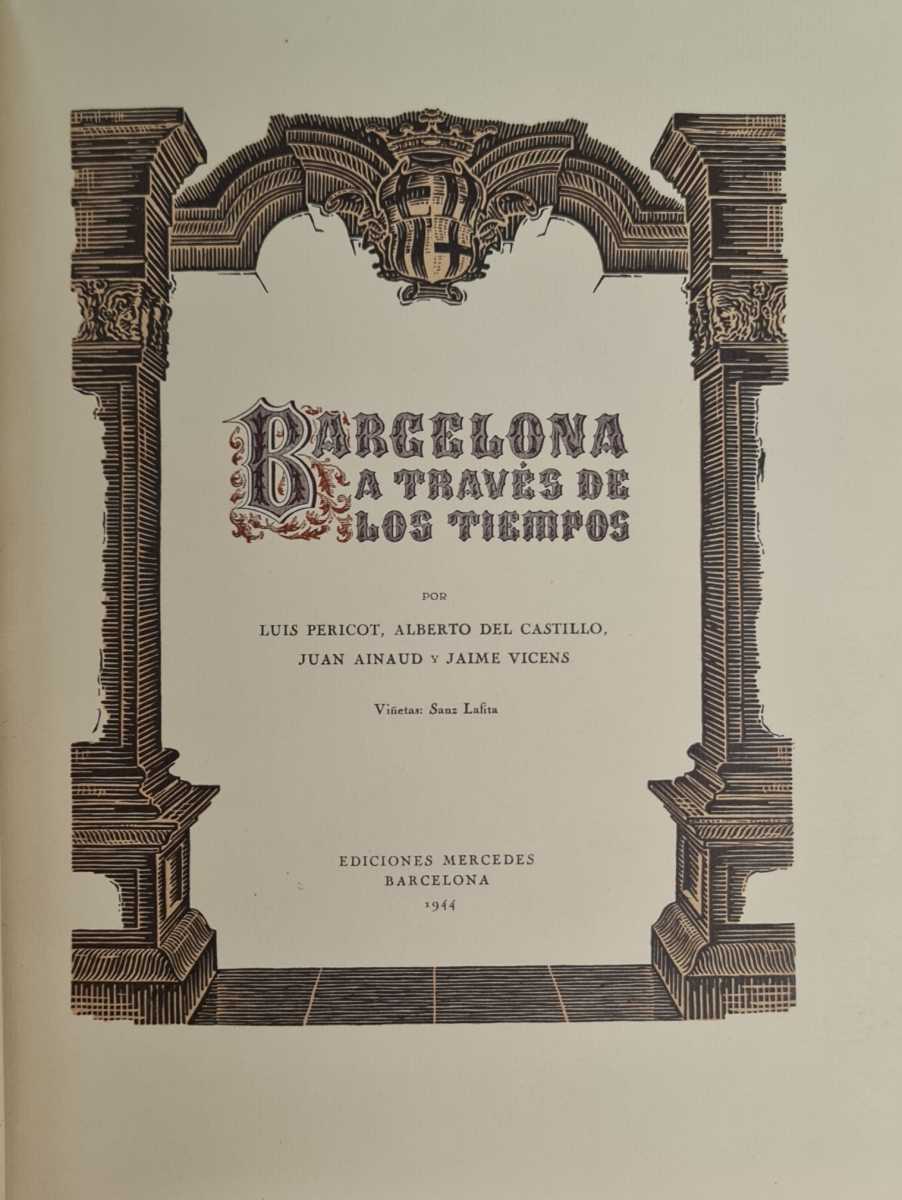 BARCELONA
A TRAVÉS DE
LOS TIEMPOS
POR
LUIS PERICOT, ALBERTO DEL CASTILLO,
JUAN AINAUD Y JAIME VICENS
Viñetas: Sanz Lafita
EDICIONES MERCEDES
BARCELONA
1944